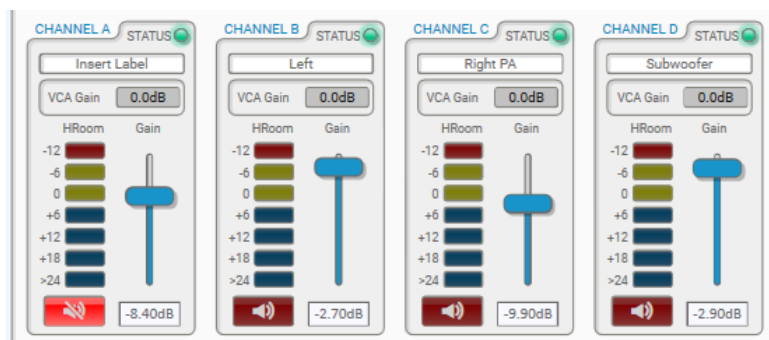 CHANNEL A STATUS
Insert Label
VCA Gain 0.0dB
HRoom Gain
-12
-6
0
+6
+12
+18
>24
-8.40dB
CHANNEL B STATUS
Left
VCA Gain 0.0dB
HRoom Gain
-12
-6
0
+6
+12
+18
>24
-2.70dB
CHANNEL C STATUS
Right PA
VCA Gain 0.0dB
HRoom Gain
-12
-6
0
+6
+12
+18
>24
-9.90dB
CHANNEL D STATUS
Subwoofer
VCA Gain 0.0dB
HRoom Gain
-12
-6
0
+6
+12
+18
>24
-2.90dB